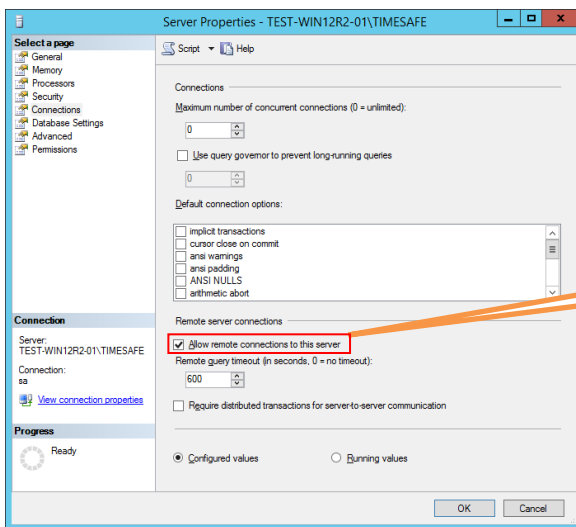 Server Properties - TEST-WIN12R2-01\TIMESAFE
Select a page
General
Memory
Processors
Security
Connections
Database Settings
Advanced
Permissions
Script Help
Connections
Maximum number of concurrent connections (0 = unlimited):
0
Use query governor to prevent long-running queries
0
Default connection options:
implicit transactions
cursor close on commit
ansi warnings
ansi padding
ANSI NULLS
arithmetic abort
Connection
Server:
TEST-WIN12R2-01\TIMESAFE
Connection:
sa
View connection properties
Progress
Ready
Remote server connections
Allow remote connections to this server
Remote query timeout (in seconds, 0 = no timeout):
600
Require distributed transactions for server-to-server communication
Configured values Running values
OK Cancel